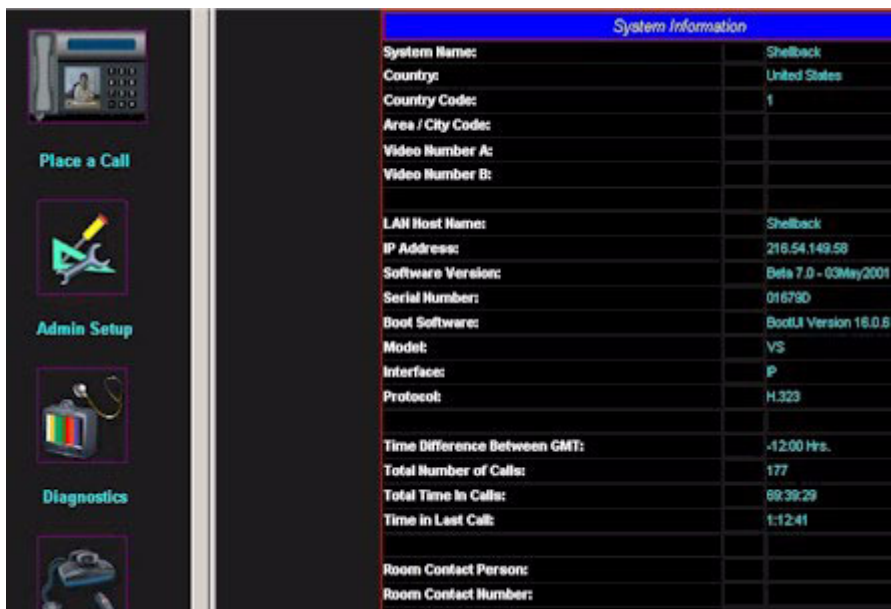 Place a Call
Admin Setup
Diagnostics
System Information
System Name: Shellback
Country: United States
Country Code: 1
Area / City Code:
Video Number A:
Video Number B:
LAN Host Name: Shellback
IP Address: 216.54.149.58
Software Version: Beta 7.0 - 03May2001
Serial Number: 01679D
Boot Software: BootUI Version 16.0.6
Model: VS
Interface: IP
Protocol: H.323
Time Difference Between GMT: -12:00 Hrs.
Total Number of Calls: 177
Total Time In Calls: 69:39:29
Time in Last Call: 1:12:41
Room Contact Person:
Room Contact Number: